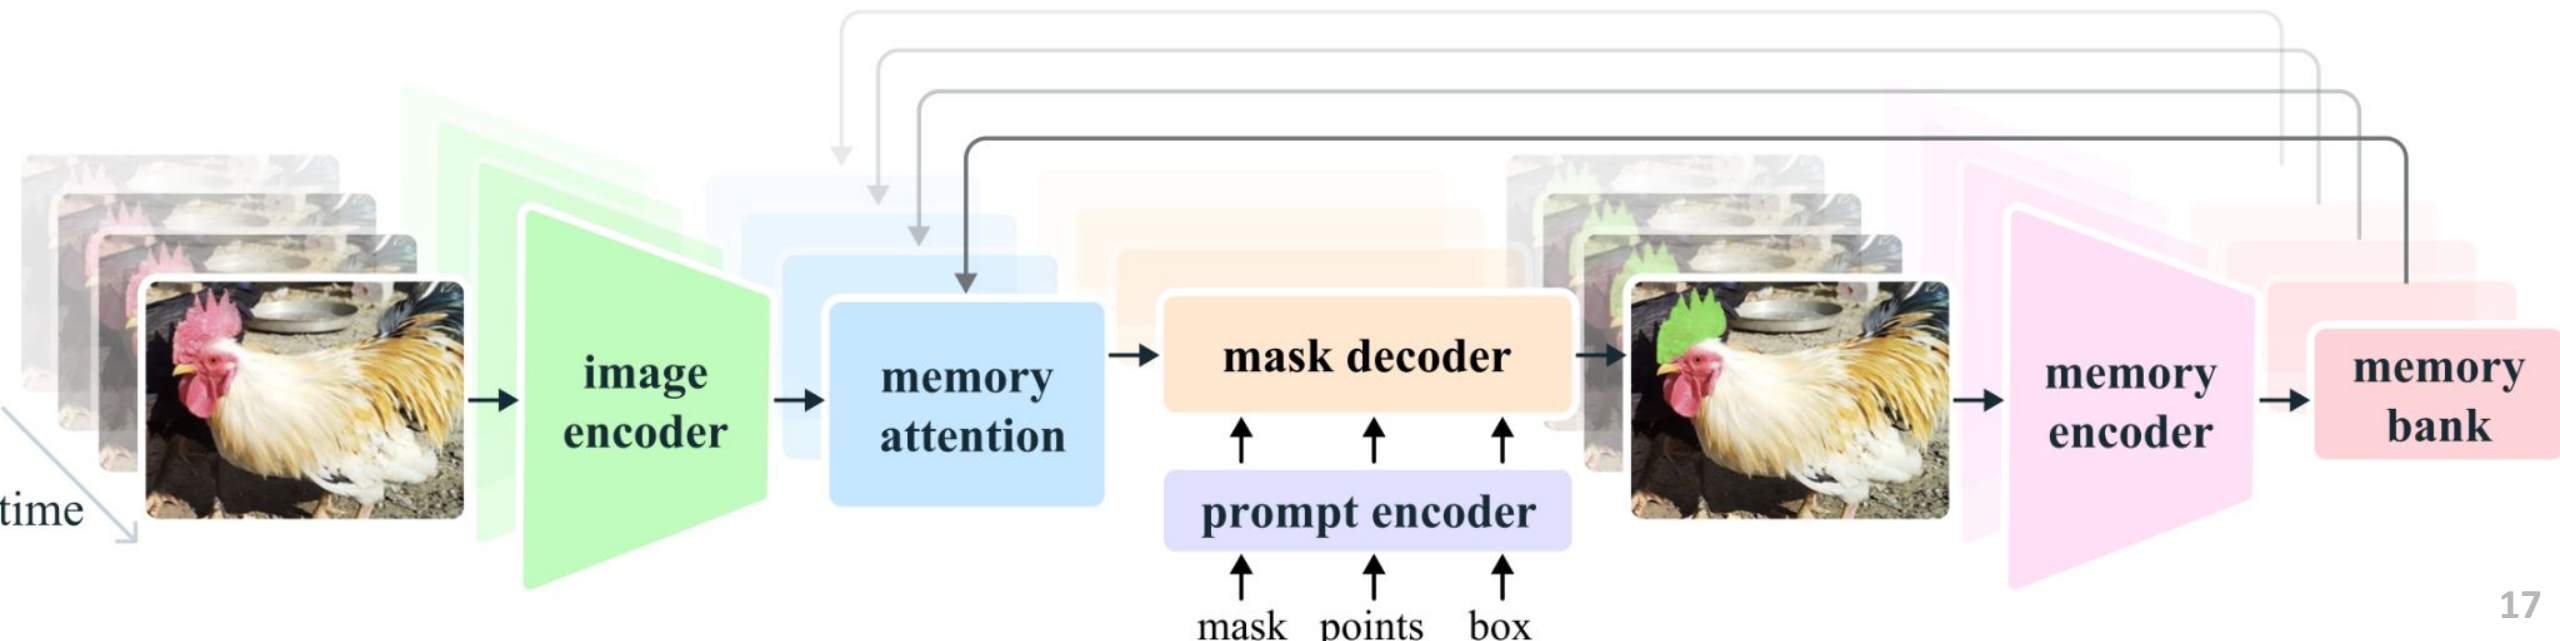 time
image
encoder
memory
attention
mask decoder
prompt encoder
mask points box
memory
encoder
memory
bank
17